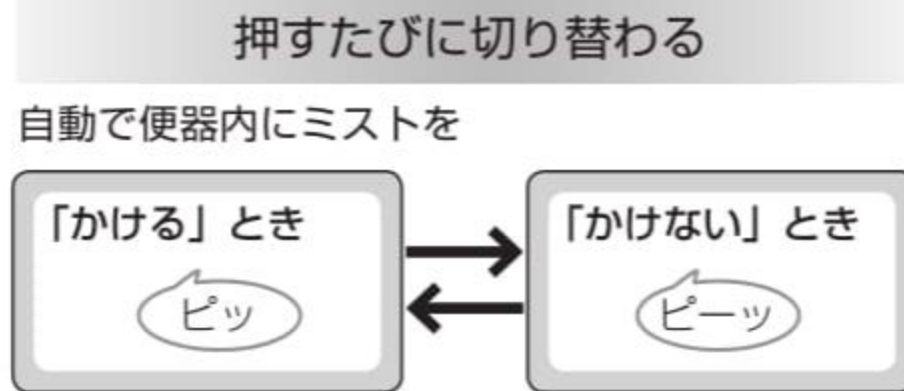 押すたびに切り替わる
自動で便器内にミストを
「かける」とき
ピッ
「かけない」とき
ピーッ